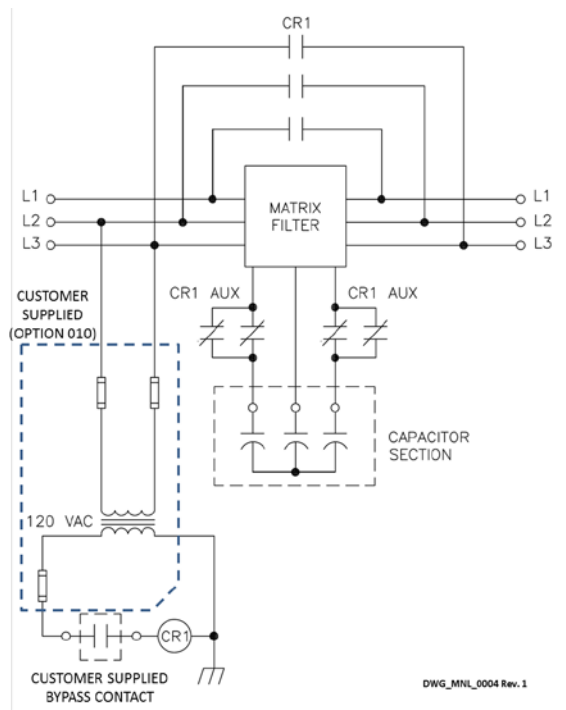 CR1
L1
L2
L3
MATRIX
FILTER
L1
L2
L3
CR1 AUX
CR1 AUX
CUSTOMER
SUPPLIED
(OPTION 010)
CAPACITOR
SECTION
120 VAC
CR1
CUSTOMER SUPPLIED
BYPASS CONTACT
DWG_MNL_0004 Rev. 1